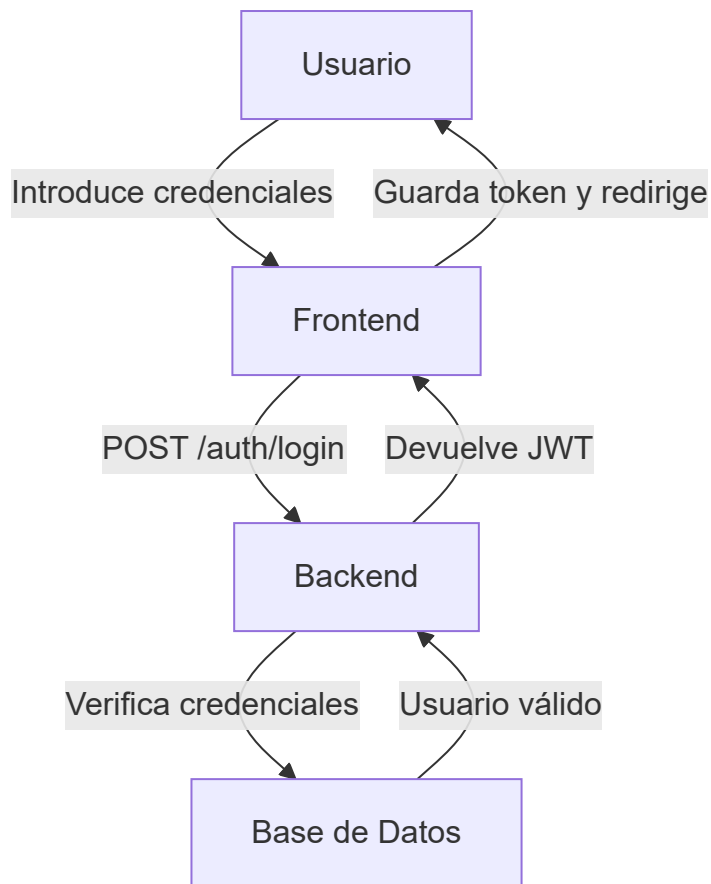 Usuario
Introduce credenciales
Guarda token y redirige
Frontend
POST /auth/login
Devuelve JWT
Backend
Verifica credenciales
Usuario válido
Base de Datos